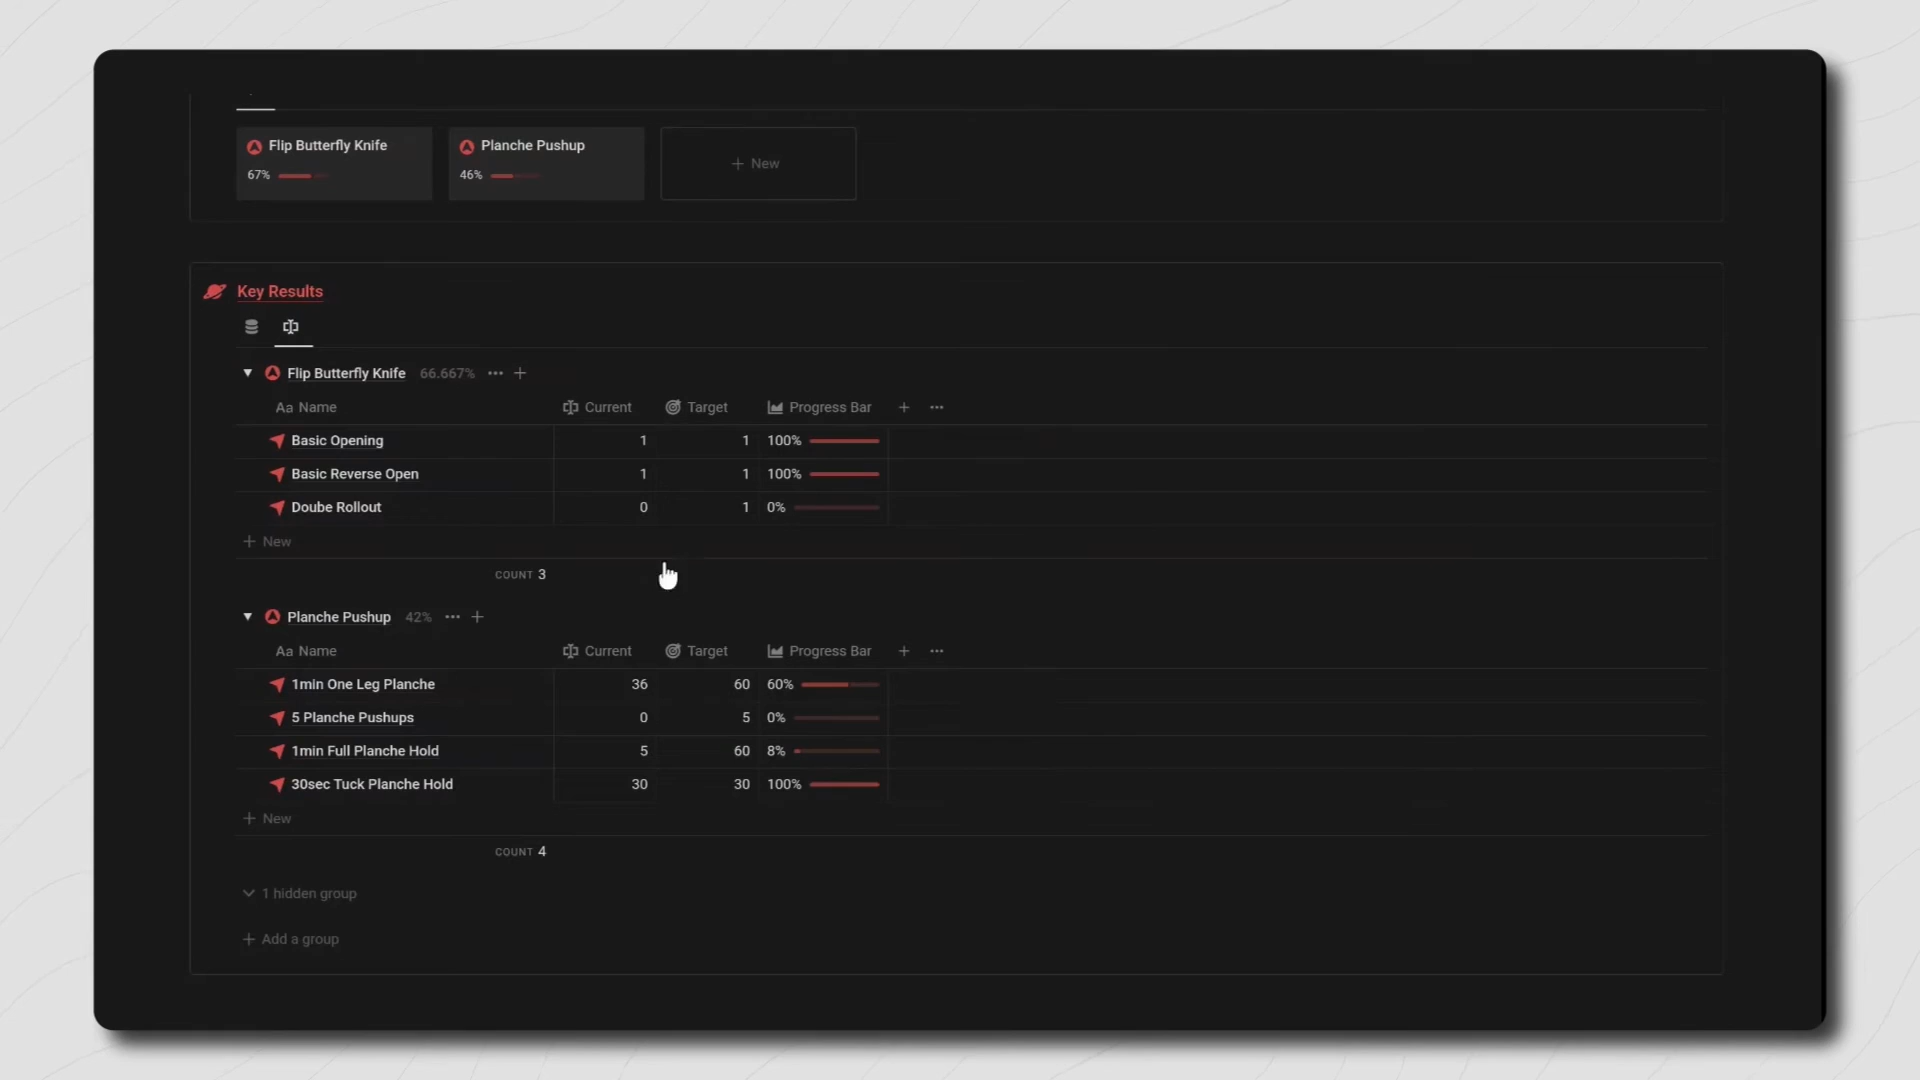 Flip Butterfly Knife
67%
Planche Pushup
46%
+ New
Key Results
Flip Butterfly Knife 66.667% ... +
Aa Name Current Target Progress Bar + ...
Basic Opening 1 1 100%
Basic Reverse Open 1 1 100%
Doube Rollout 0 1 0%
+ New
COUNT 3
Planche Pushup 42% ... +
Aa Name Current Target Progress Bar + ...
1min One Leg Planche 36 60 60%
5 Planche Pushups 0 5 0%
1min Full Planche Hold 5 60 8%
30sec Tuck Planche Hold 30 30 100%
+ New
COUNT 4
1 hidden group
+ Add a group